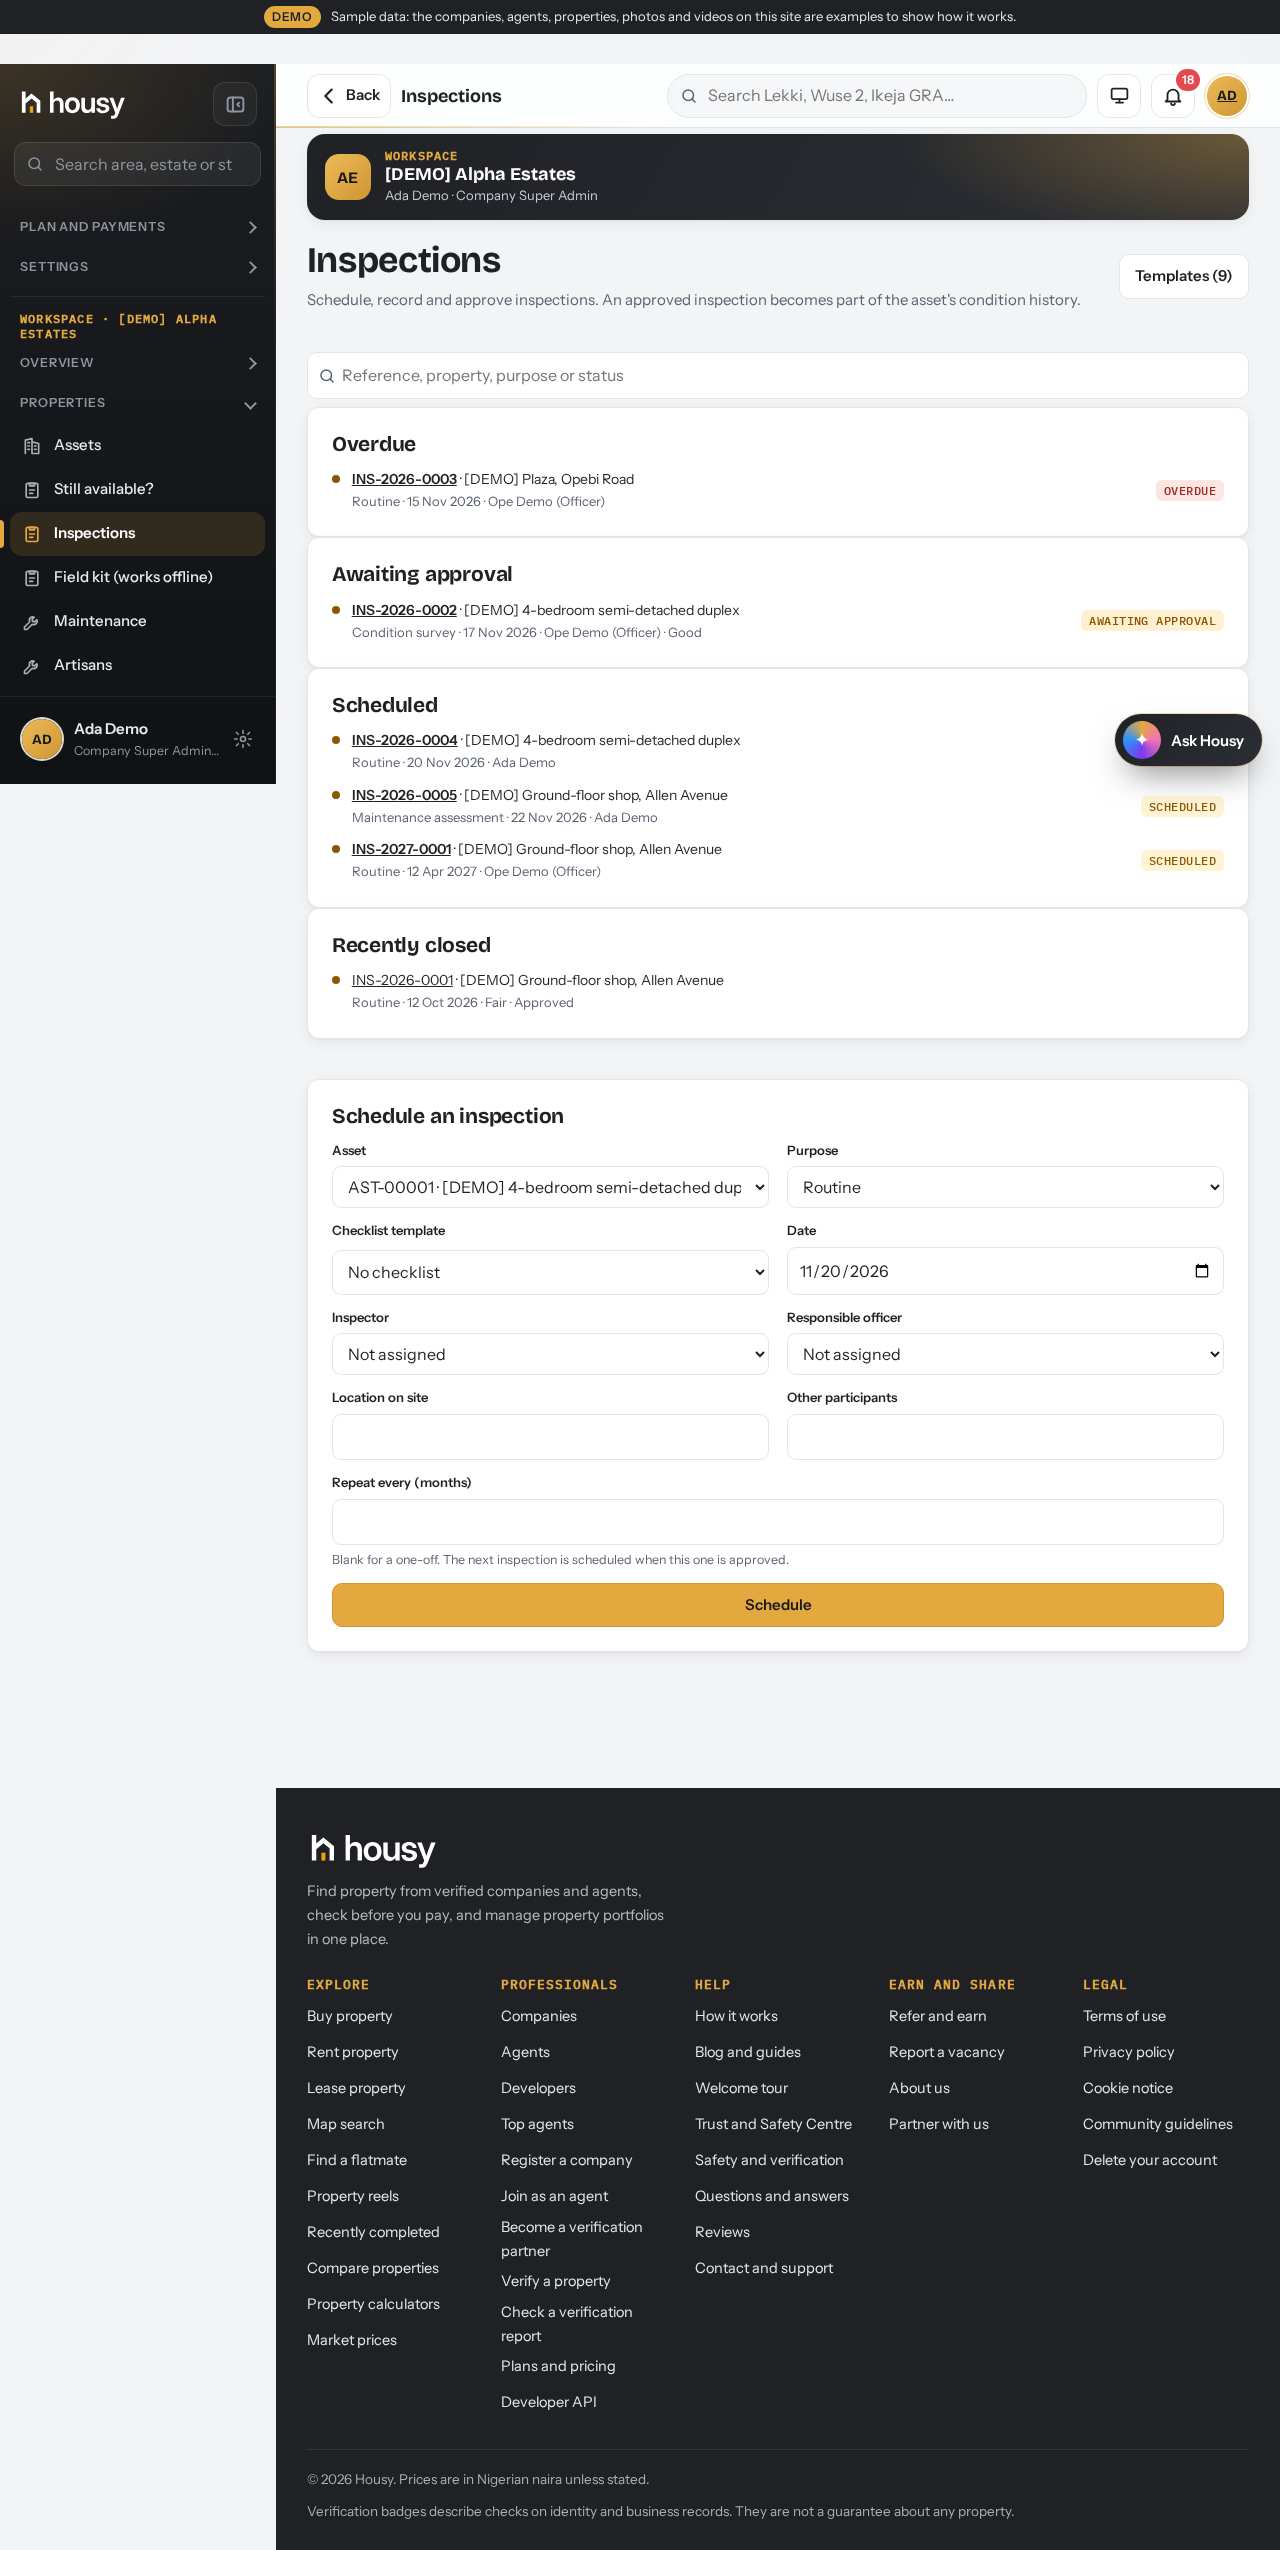 DEMO Sample data: the companies, agents, properties, photos and videos on this site are examples to show how it works.
housy
Search area, estate or st
PLAN AND PAYMENTS
SETTINGS
WORKSPACE · [DEMO] ALPHA
ESTATES
OVERVIEW
PROPERTIES
Assets
Still available?
Inspections
Field kit (works offline)
Maintenance
Artisans
AD
Ada Demo
Company Super Admin...
Back
Inspections
Search Lekki, Wuse 2, Ikeja GRA...
18
AD
AE
WORKSPACE
[DEMO] Alpha Estates
Ada Demo · Company Super Admin
Inspections
Schedule, record and approve inspections. An approved inspection becomes part of the asset's condition history.
Templates (9)
Reference, property, purpose or status
Overdue
INS-2026-0003 · [DEMO] Plaza, Opebi Road
Routine · 15 Nov 2026 · Ope Demo (Officer)
OVERDUE
Awaiting approval
INS-2026-0002 · [DEMO] 4-bedroom semi-detached duplex
Condition survey · 17 Nov 2026 · Ope Demo (Officer) · Good
AWAITING APPROVAL
Scheduled
INS-2026-0004 · [DEMO] 4-bedroom semi-detached duplex
Routine · 20 Nov 2026 · Ada Demo
Ask Housy
INS-2026-0005 · [DEMO] Ground-floor shop, Allen Avenue
Maintenance assessment · 22 Nov 2026 · Ada Demo
SCHEDULED
INS-2027-0001 · [DEMO] Ground-floor shop, Allen Avenue
Routine · 12 Apr 2027 · Ope Demo (Officer)
SCHEDULED
Recently closed
INS-2026-0001 · [DEMO] Ground-floor shop, Allen Avenue
Routine · 12 Oct 2026 · Fair · Approved
Schedule an inspection
Asset
AST-00001 · [DEMO] 4-bedroom semi-detached dup
Purpose
Routine
Checklist template
No checklist
Date
11/20/2026
Inspector
Not assigned
Responsible officer
Not assigned
Location on site
Other participants
Repeat every (months)
Blank for a one-off. The next inspection is scheduled when this one is approved.
Schedule
housy
Find property from verified companies and agents,
check before you pay, and manage property portfolios
in one place.
EXPLORE
Buy property
Rent property
Lease property
Map search
Find a flatmate
Property reels
Recently completed
Compare properties
Property calculators
Market prices
PROFESSIONALS
Companies
Agents
Developers
Top agents
Register a company
Join as an agent
Become a verification
partner
Verify a property
Check a verification
report
Plans and pricing
Developer API
HELP
How it works
Blog and guides
Welcome tour
Trust and Safety Centre
Safety and verification
Questions and answers
Reviews
Contact and support
EARN AND SHARE
Refer and earn
Report a vacancy
About us
Partner with us
LEGAL
Terms of use
Privacy policy
Cookie notice
Community guidelines
Delete your account
© 2026 Housy. Prices are in Nigerian naira unless stated.
Verification badges describe checks on identity and business records. They are not a guarantee about any property.